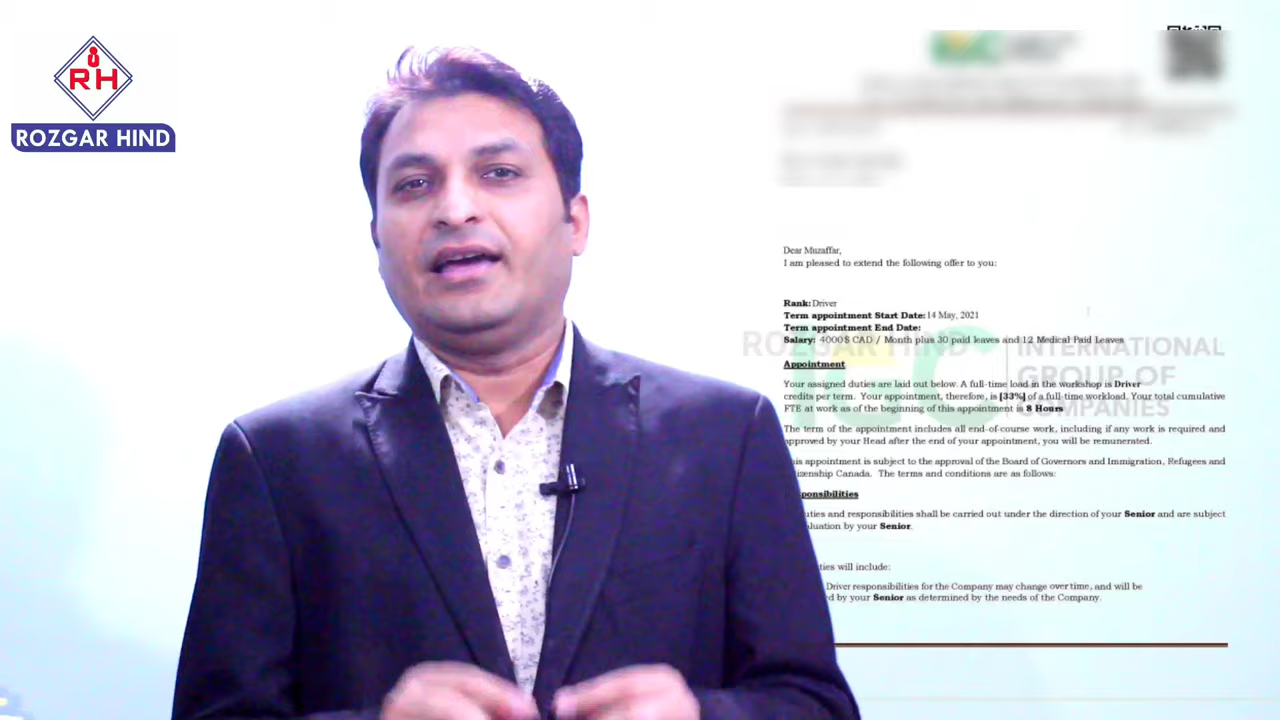 RH
ROZGAR HIND
Dear Muzaffar,
I am pleased to extend the following offer to you:
Rank: Driver
Term appointment Start Date: 14 May, 2021
Term appointment End Date:
Salary: 4000$ CAD / Month plus 30 paid leaves and 12 Medical Paid Leaves
ROZGAR HIND
INTERNATIONAL
GROUP OF
COMPANIES
Appointment
Your assigned duties are laid out below. A full-time load in the workshop is Driver
credits per term. Your appointment, therefore, is [33%] of a full-time workload. Your total cumulative
FTE at work as of the beginning of this appointment is 8 Hours
The term of the appointment includes all end-of-course work, including if any work is required and
approved by your Head after the end of your appointment, you will be remunerated.
is appointment is subject to the approval of the Board of Governors and Immigration, Refugees and
izenship Canada. The terms and conditions are as follows:
ponsibilities
uties and responsibilities shall be carried out under the direction of your Senior and are subject
luation by your Senior.
ties will include:
Driver responsibilities for the Company may change over time, and will be
d by your Senior as determined by the needs of the Company.